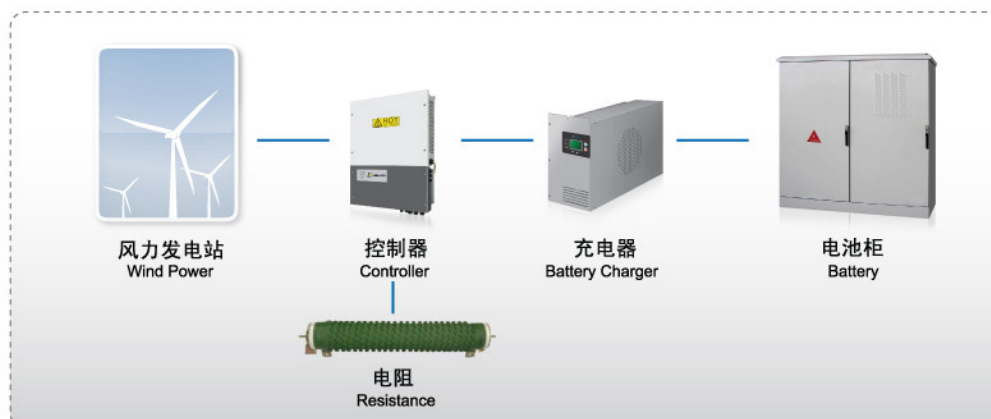 HOT
风力发电站
Wind Power
控制器
Controller
充电器
Battery Charger
电池柜
Battery
电阻
Resistance